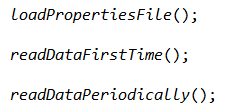 loadPropertiesFile();
readDataFirstTime();
readDataPeriodically();